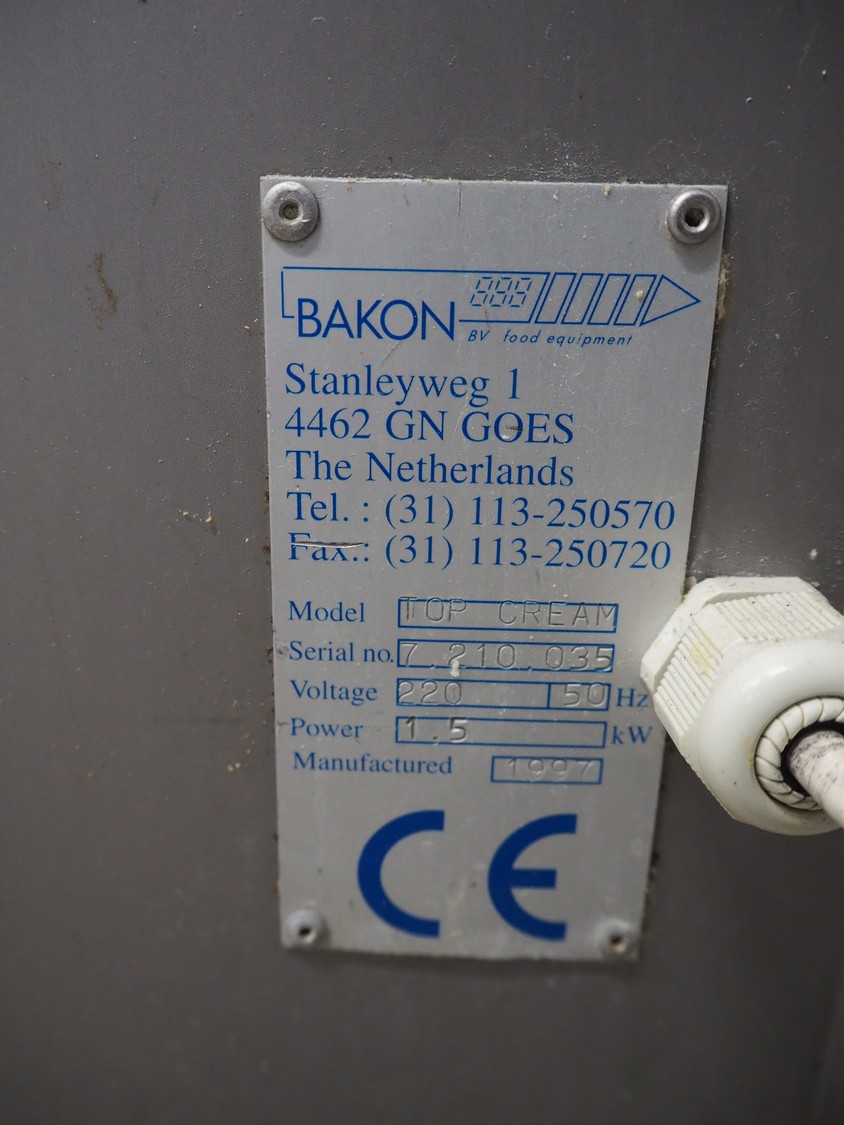 888
BAKON
BV food equipment
Stanleyweg 1
4462 GN GOES
The Netherlands
Tel. : (31) 113-250570
Fax.: (31) 113-250720
Model TOP CREAM
Serial no. 7.210.035
Voltage 220 50 Hz
Power 1.5 kW
Manufactured 1997
CE